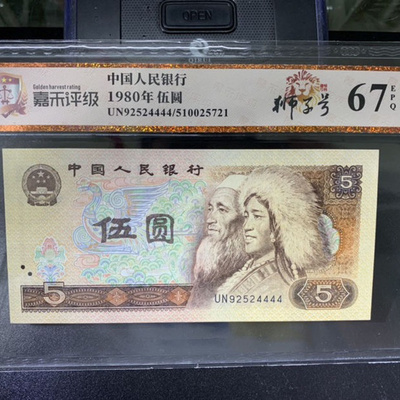 OPEN
Golden harvest rating
嘉禾评级
中国人民银行
1980年 伍圆
UN92524444/510025721
狮子号
67 EPQ
中国人民银行
伍圆
5
5
5
UN92524444